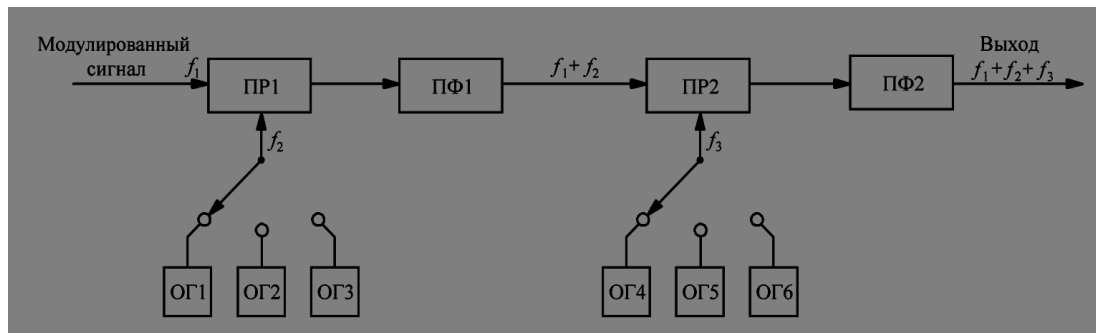 Модулированный
сигнал
f₁
ПР1
ПФ1
f₁+ f₂
ПР2
ПФ2
Выход
f₁+ f₂+ f₃
f₂
f₃
ОГ1
ОГ2
ОГ3
ОГ4
ОГ5
ОГ6